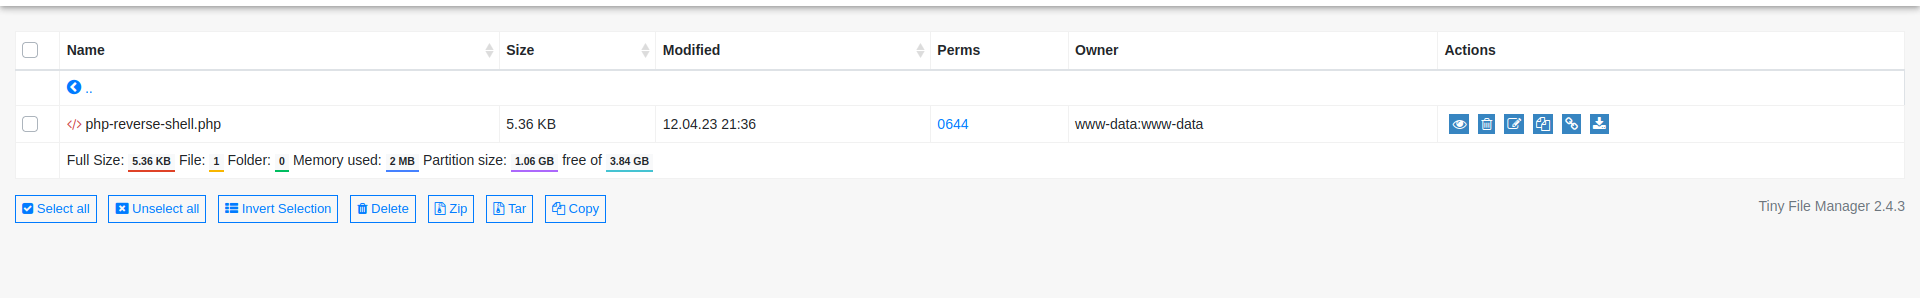 Name Size Modified Perms Owner Actions
..
php-reverse-shell.php 5.36 KB 12.04.23 21:36 0644 www-data:www-data
Full Size: 5.36 KB File: 1 Folder: 0 Memory used: 2 MB Partition size: 1.06 GB free of 3.84 GB
Select all Unselect all Invert Selection Delete Zip Tar Copy Tiny File Manager 2.4.3